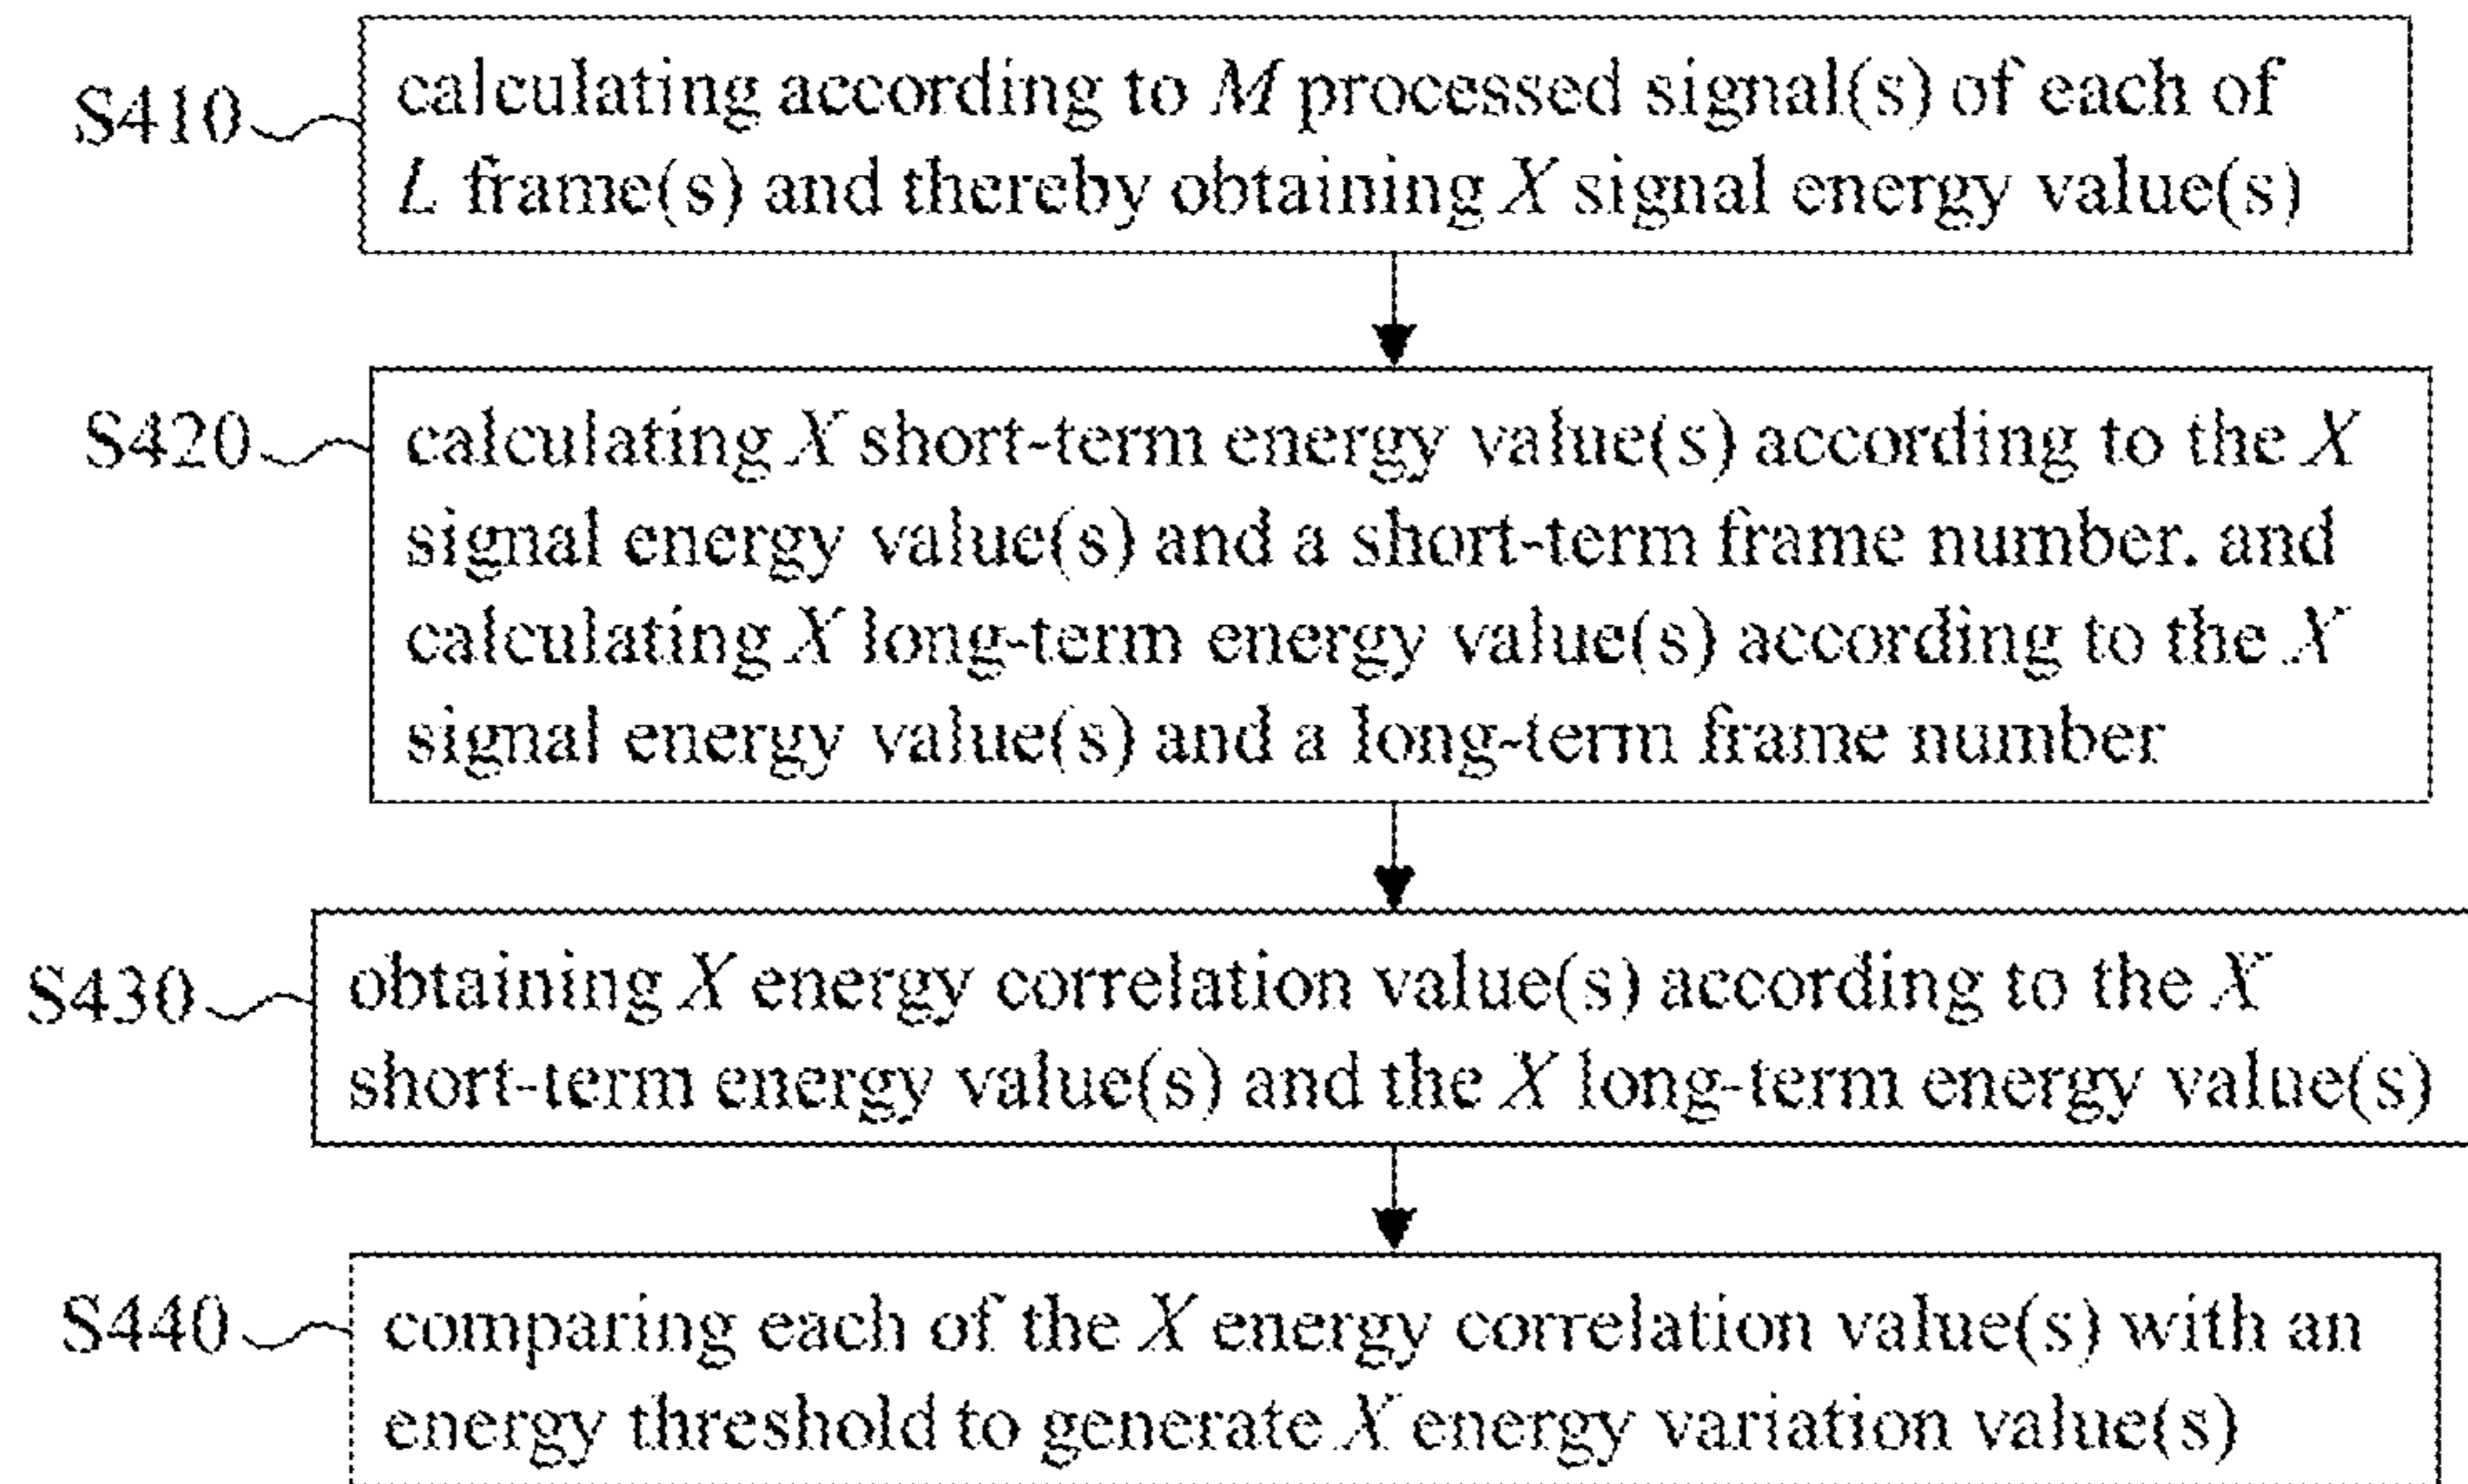 S410
calculating according to M processed signal(s) of each of
L frame(s) and thereby obtaining X signal energy value(s)
S420
calculating X short-term energy value(s) according to the X
signal energy value(s) and a short-term frame number. and
calculating X long-term energy value(s) according to the X
signal energy value(s) and a long-term frame number
S430
obtaining X energy correlation value(s) according to the X
short-term energy value(s) and the X long-term energy value(s)
S440
comparing each of the X energy correlation value(s) with an
energy threshold to generate X energy variation value(s)